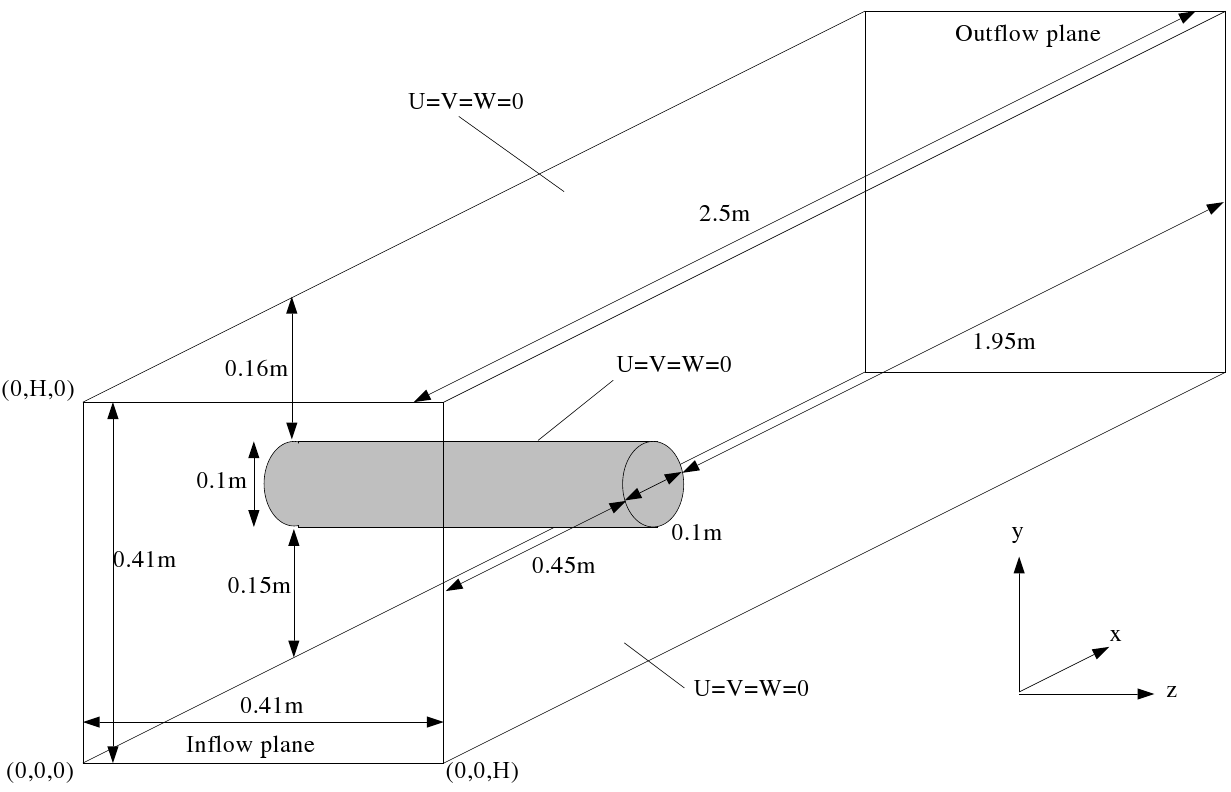 Outflow plane
U=V=W=0
2.5m
1.95m
0.16m
U=V=W=0
(0,H,0)
0.1m
0.1m
0.41m
0.45m
0.15m
y
x
U=V=W=0
z
0.41m
Inflow plane
(0,0,0)
(0,0,H)